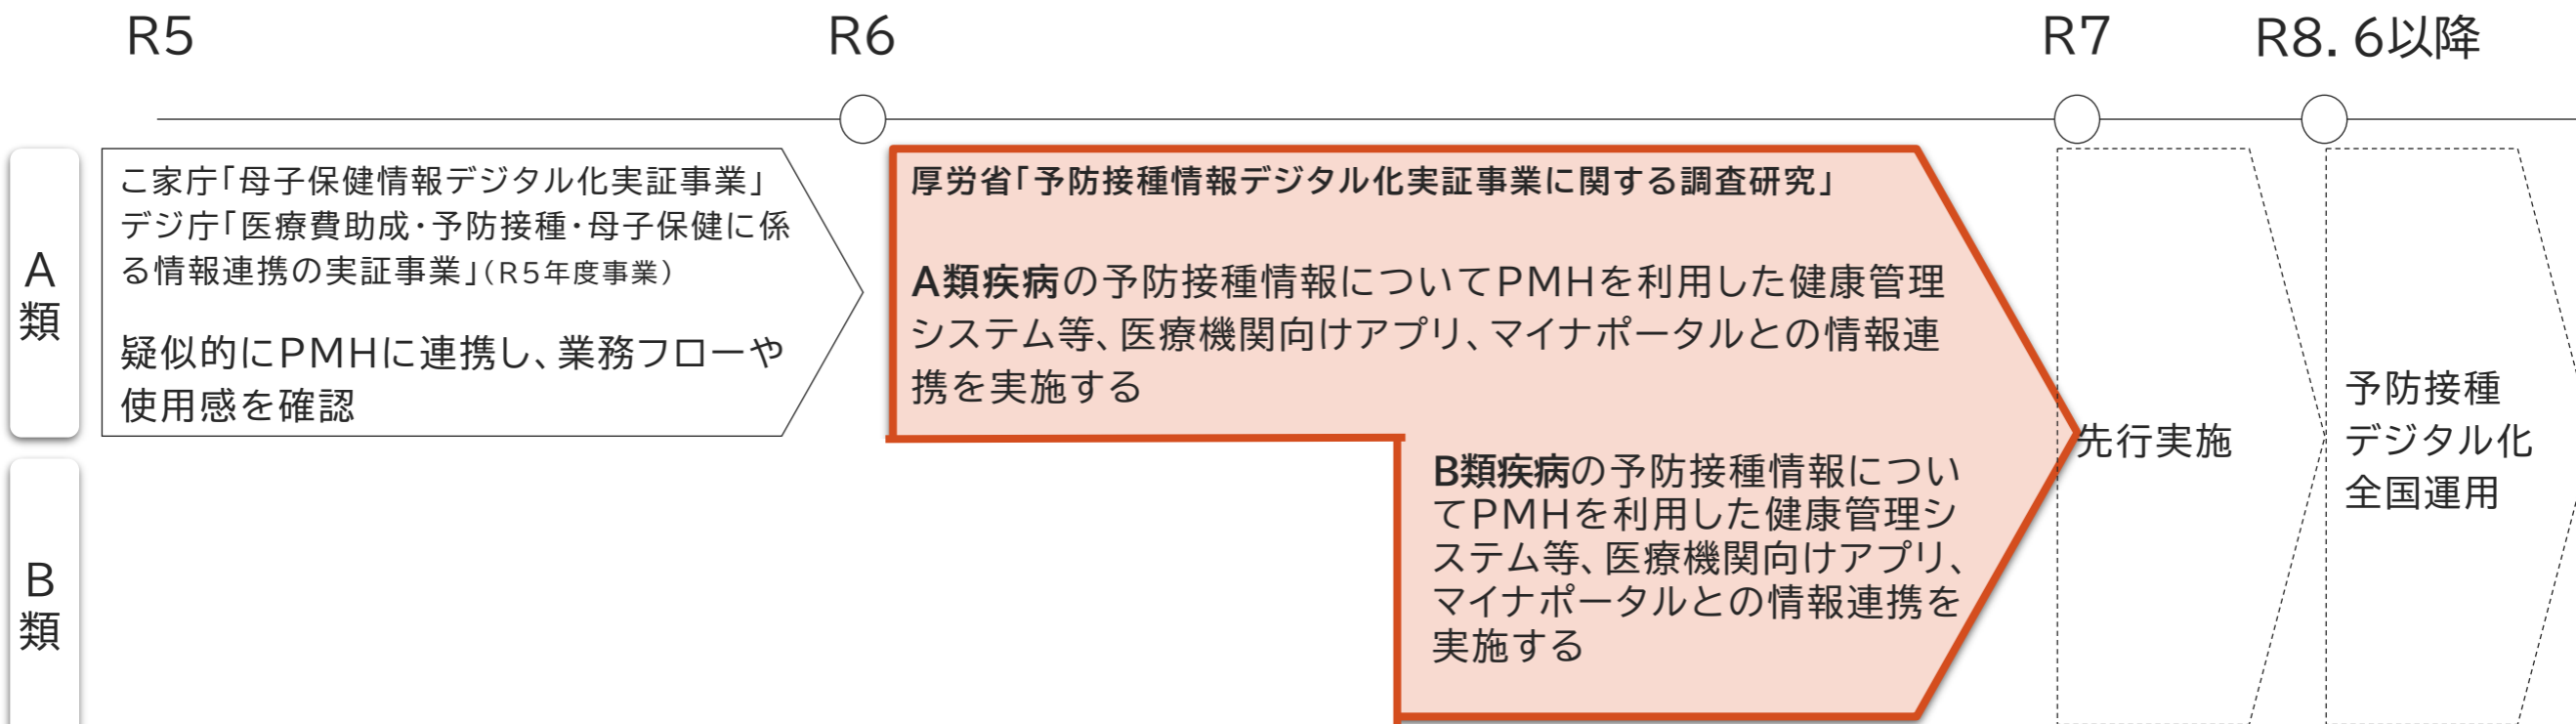 R5
R6
R7
R8.6以降
A
類
こ家庁「母子保健情報デジタル化実証事業」
デジ庁「医療費助成・予防接種・母子保健に係
る情報連携の実証事業」(R5年度事業)
疑似的にPMHに連携し、業務フローや
使用感を確認
厚労省「予防接種情報デジタル化実証事業に関する調査研究」
A類疾病の予防接種情報についてPMHを利用した健康管理
システム等、医療機関向けアプリ、マイナポータルとの情報連
携を実施する
B
類
B類疾病の予防接種情報につい
てPMHを利用した健康管理シ
ステム等、医療機関向けアプリ、
マイナポータルとの情報連携を
実施する
先行実施
予防接種
デジタル化
全国運用